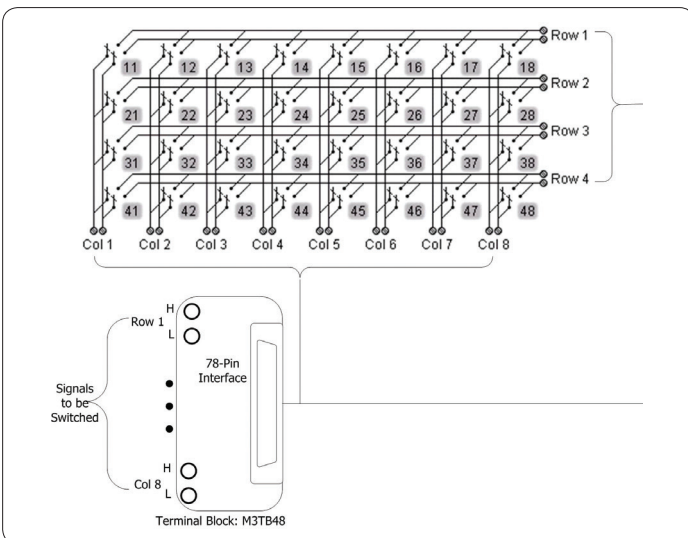 Row 1
11 12 13 14 15 16 17 18
Row 2
21 22 23 24 25 26 27 28
Row 3
31 32 33 34 35 36 37 38
Row 4
41 42 43 44 45 46 47 48
Col 1 Col 2 Col 3 Col 4 Col 5 Col 6 Col 7 Col 8
H
Row 1
L
78-Pin
Interface
Signals
to be
Switched
H
Col 8
L
Terminal Block: M3TB48